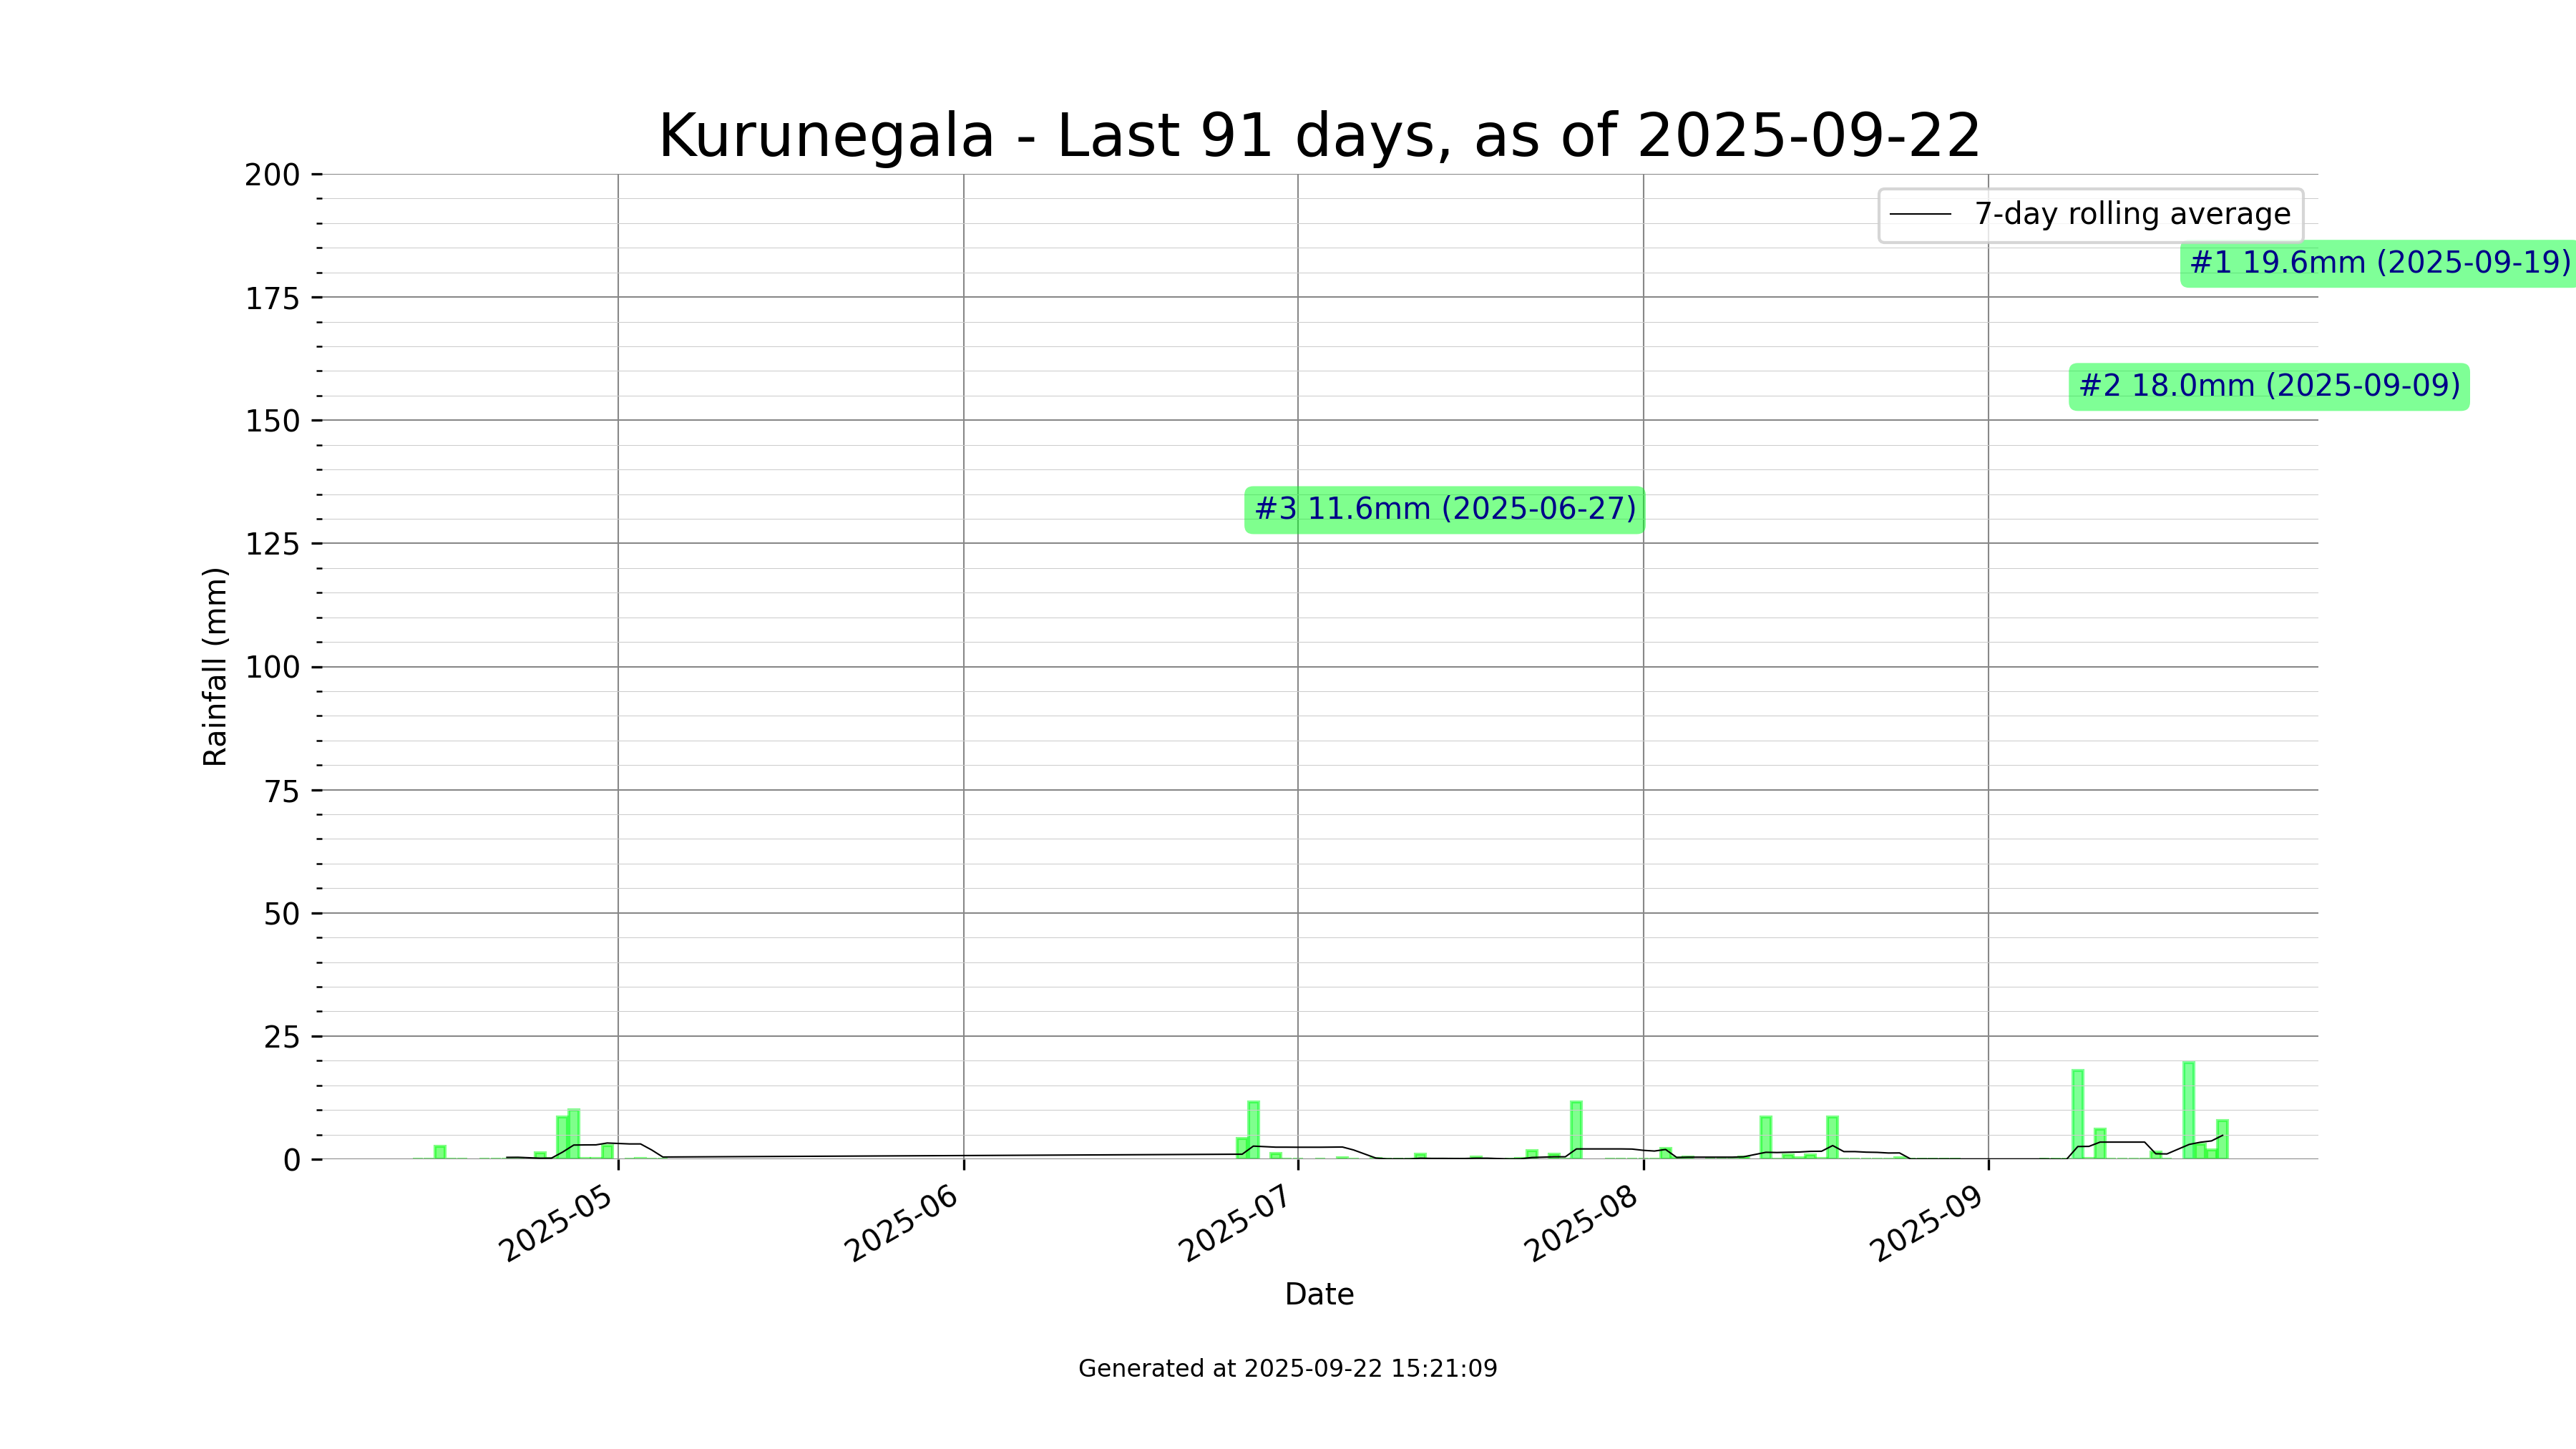 Kurunegala - Last 91 days, as of 2025-09-22
200
175
150
125
100
75
50
25
0
Rainfall (mm)
7-day rolling average
#1 19.6mm (2025-09-19)
#2 18.0mm (2025-09-09)
#3 11.6mm (2025-06-27)
2025-05
2025-06
2025-07
2025-08
2025-09
Date
Generated at 2025-09-22 15:21:09